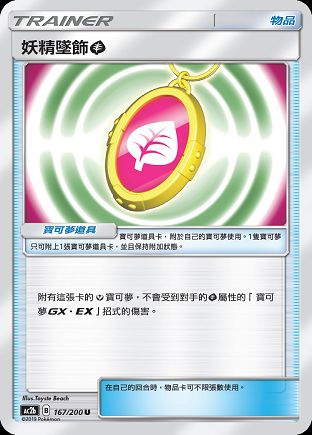 TRAINER 物品
妖精墜飾
寶可夢道具
寶可夢道具卡，附於自己的寶可夢使用。1隻寶可夢
只可附上1張寶可夢道具，並且保持附加狀態。
附有這張卡的寶可夢，不會受到對手的屬性的「寶可
夢GX・EX」招式的傷害。
Illus.Toyste Beach
AC2b B 167/200 U
©2019 Pokémon
在自己的回合時，物品卡可不限張數使用。